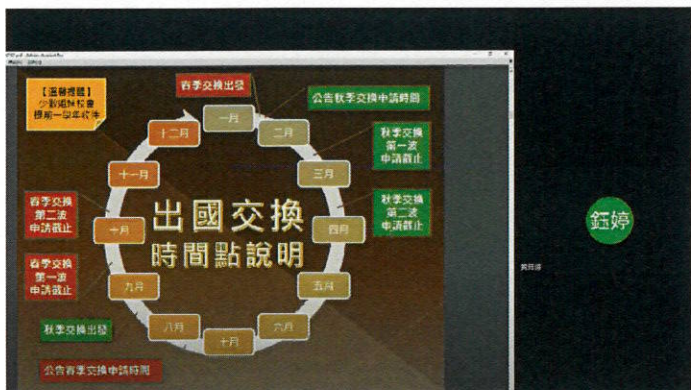 【溫馨提醒】
少數姐妹校會
提前一學年收件
春季交換出發
公告秋季交換申請時間
一月
二月
十二月
秋季交換
第一波
申請截止
三月
十一月
春季交換
第二波
申請截止
秋季交換
第二波
申請截止
出國交換
時間點說明
十月
四月
鈺婷
春季交換
第一波
申請截止
九月
五月
秋季交換出發
八月
七月
六月
公告春季交換申請時間